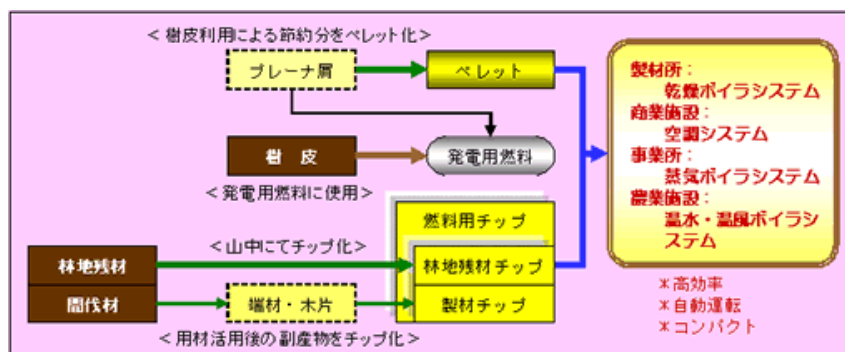 ＜樹皮利用による節約分をペレット化＞
プレーナ屑
ペレット
樹皮
発電用燃料
＜発電用燃料に使用＞
燃料用チップ
＜山中にてチップ化＞
林地残材
林地残材チップ
間伐材
端材・木片
製材チップ
＜用材活用後の副産物をチップ化＞
製材所：
乾燥ボイラシステム
商業施設：
空調システム
事業所：
蒸気ボイラシステム
農業施設：
温水・温風ボイラシ
ステム
＊高効率
＊自動運転
＊コンパクト